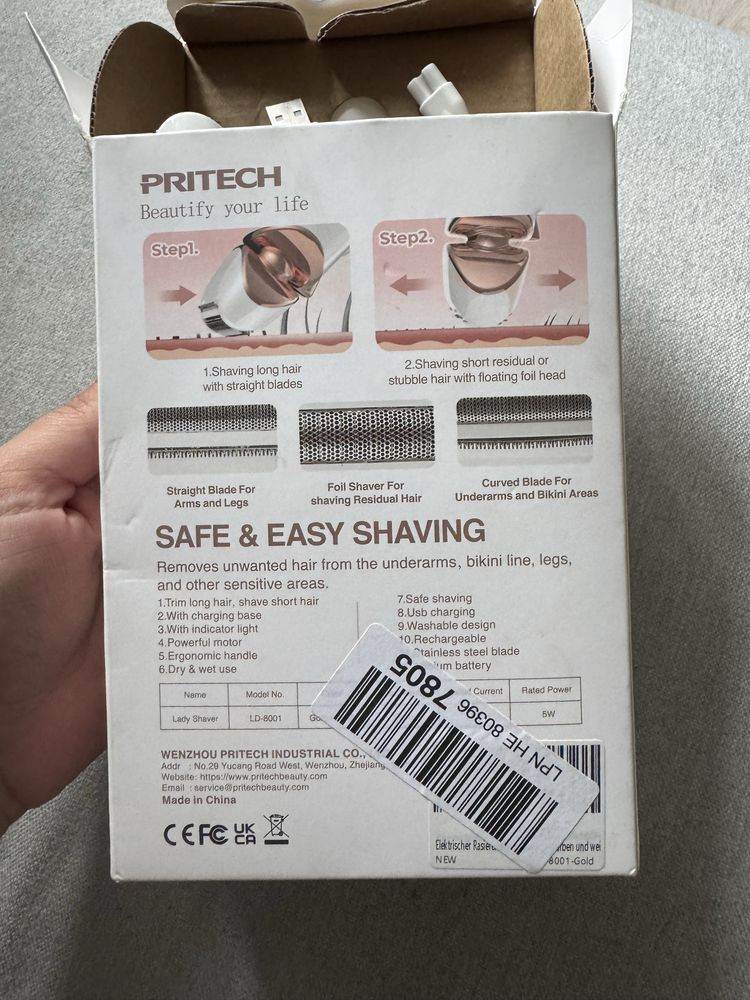 PRITECH
Beautify your life
Step1.
Step2.
1.Shaving long hair
with straight blades
2.Shaving short residual or
stubble hair with floating foil head
Straight Blade For
Arms and Legs
Foil Shaver For
shaving Residual Hair
Curved Blade For
Underarms and Bikini Areas
SAFE & EASY SHAVING
Removes unwanted hair from the underarms, bikini line, legs,
and other sensitive areas.
1.Trim long hair, shave short hair
2.With charging base
3.With indicator light
4.Powerful motor
5.Ergonomic handle
6.Dry & wet use
7.Safe shaving
8.Usb charging
9.Washable design
10.Rechargeable
Stainless steel blade
battery
Name Model No. Current Rated Power
Lady Shaver LD-8001 5W
LPN HE 80396 7805
WENZHOU PRITECH INDUSTRIAL CO.,
Addr : No.29 Yucang Road West, Wenzhou, Zhejiang
Website: https://www.pritechbeauty.com
Email : service@pritechbeauty.com
Made in China
CE FC UK
CA
Elektrischer
NEW 8001-Gold